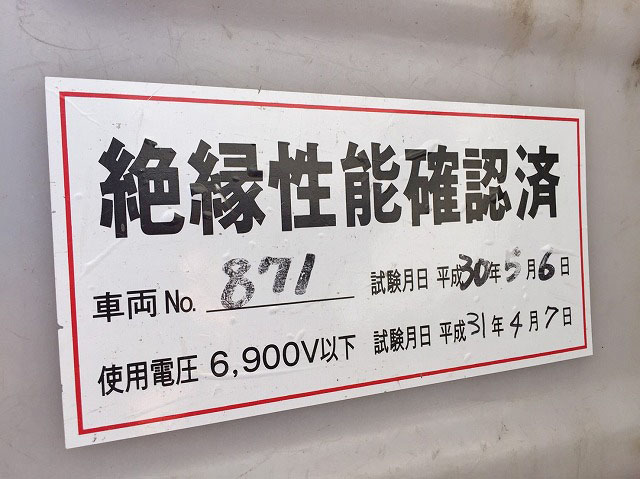 絶縁性能確認済
車両No. 871 試験月日 平成30年5月6日
使用電圧 6,900V以下 試験月日 平成31年4月7日